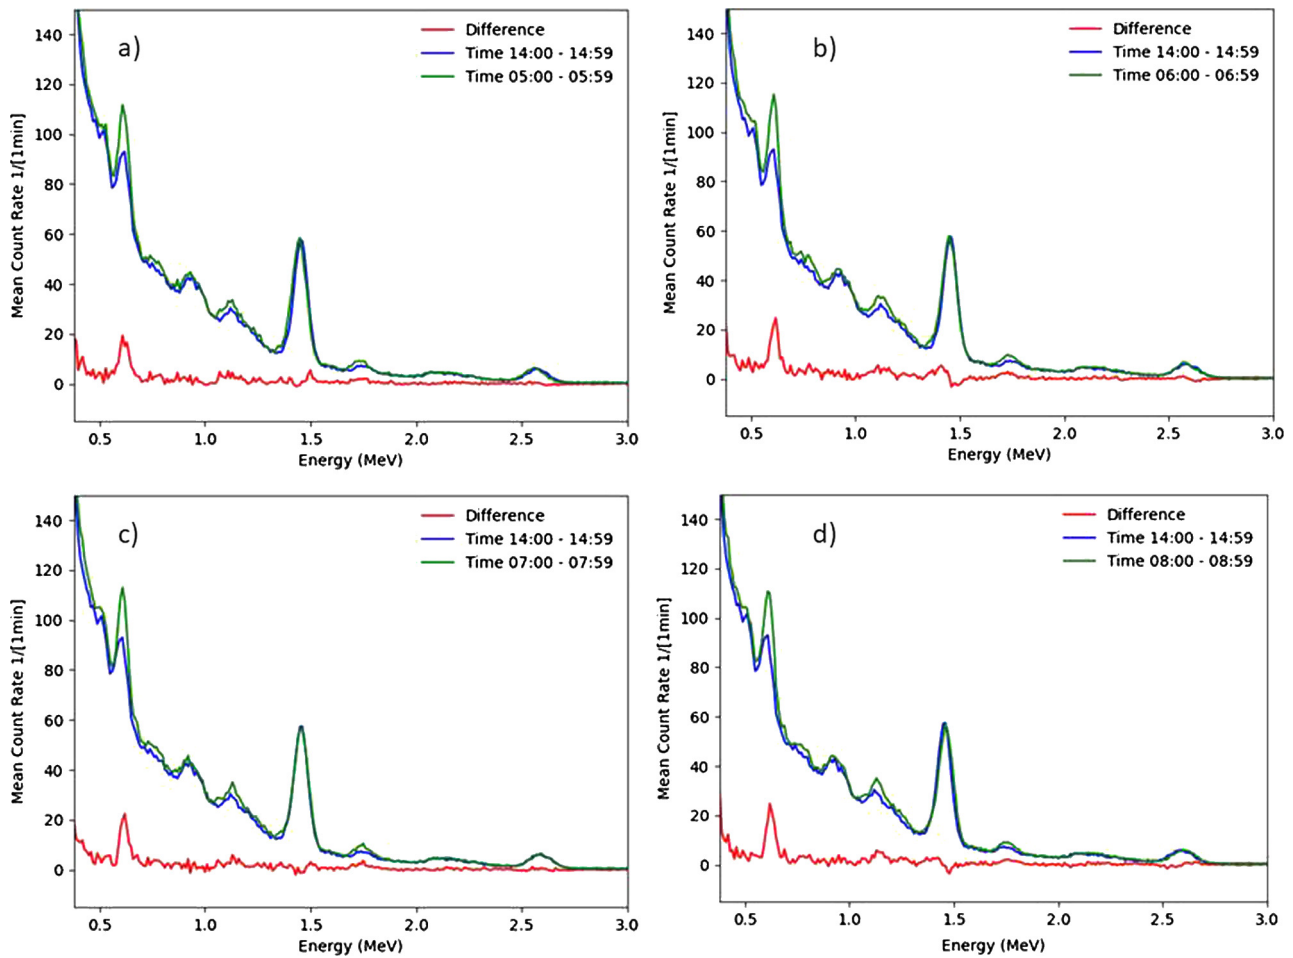 a)
Difference
Time 14:00 - 14:59
Time 05:00 - 05:59
140
120
100
80
60
40
20
0
Mean Count Rate 1/[1min]
0.5 1.0 1.5 2.0 2.5 3.0
Energy (MeV)
b)
Difference
Time 14:00 - 14:59
Time 06:00 - 06:59
140
120
100
80
60
40
20
0
Mean Count Rate 1/[1min]
0.5 1.0 1.5 2.0 2.5 3.0
Energy (MeV)
c)
Difference
Time 14:00 - 14:59
Time 07:00 - 07:59
140
120
100
80
60
40
20
0
Mean Count Rate 1/[1min]
0.5 1.0 1.5 2.0 2.5 3.0
Energy (MeV)
d)
Difference
Time 14:00 - 14:59
Time 08:00 - 08:59
140
120
100
80
60
40
20
0
Mean Count Rate 1/[1min]
0.5 1.0 1.5 2.0 2.5 3.0
Energy (MeV)